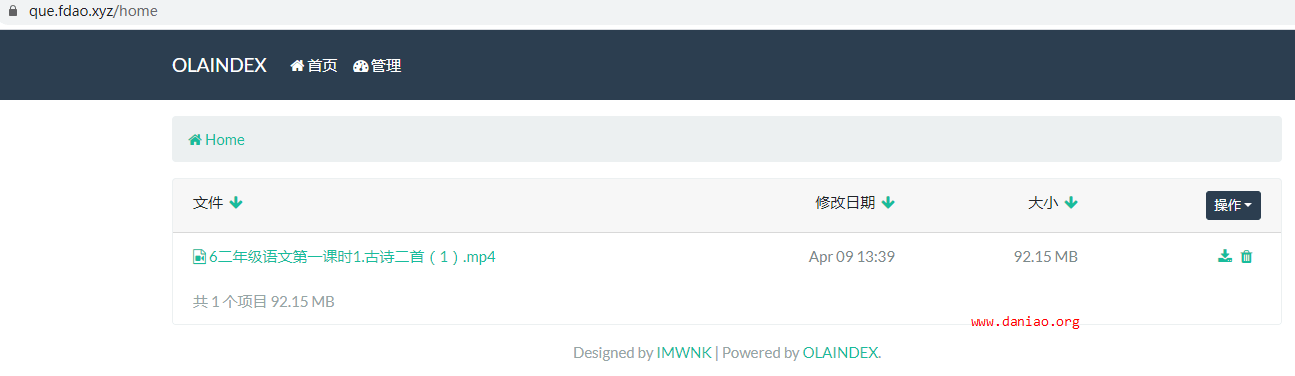 que.fdao.xyz/home
OLAINDEX 首页 管理
Home
文件 修改日期 大小 操作
6二年级语文第一课时1.古诗二首（1）.mp4 Apr 09 13:39 92.15 MB
共 1 个项目 92.15 MB
www.daniao.org
Designed by IMWNK | Powered by OLAINDEX.